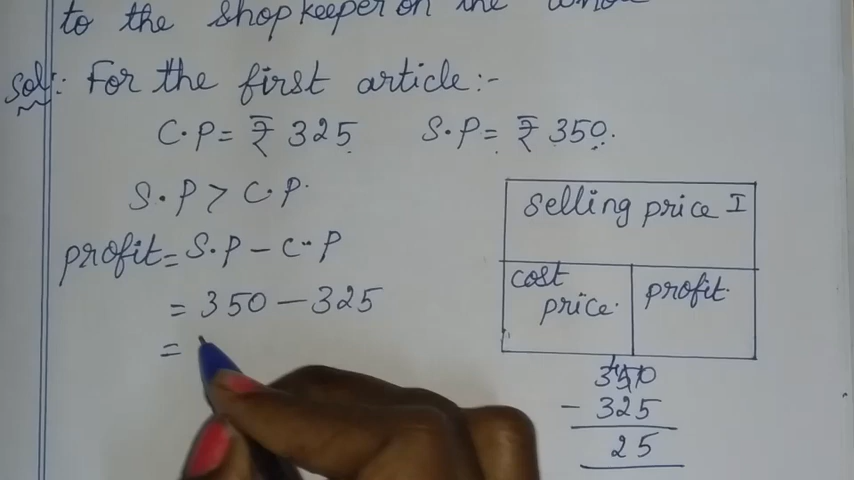 to the shopkeeper on the whole
Sol: For the first article:-
C.P = ₹ 325 S.P = ₹ 350.
S.P > C.P.
profit = S.P - C.P
= 350 - 325
=
Selling price I
cost price. profit.
350
- 325
25